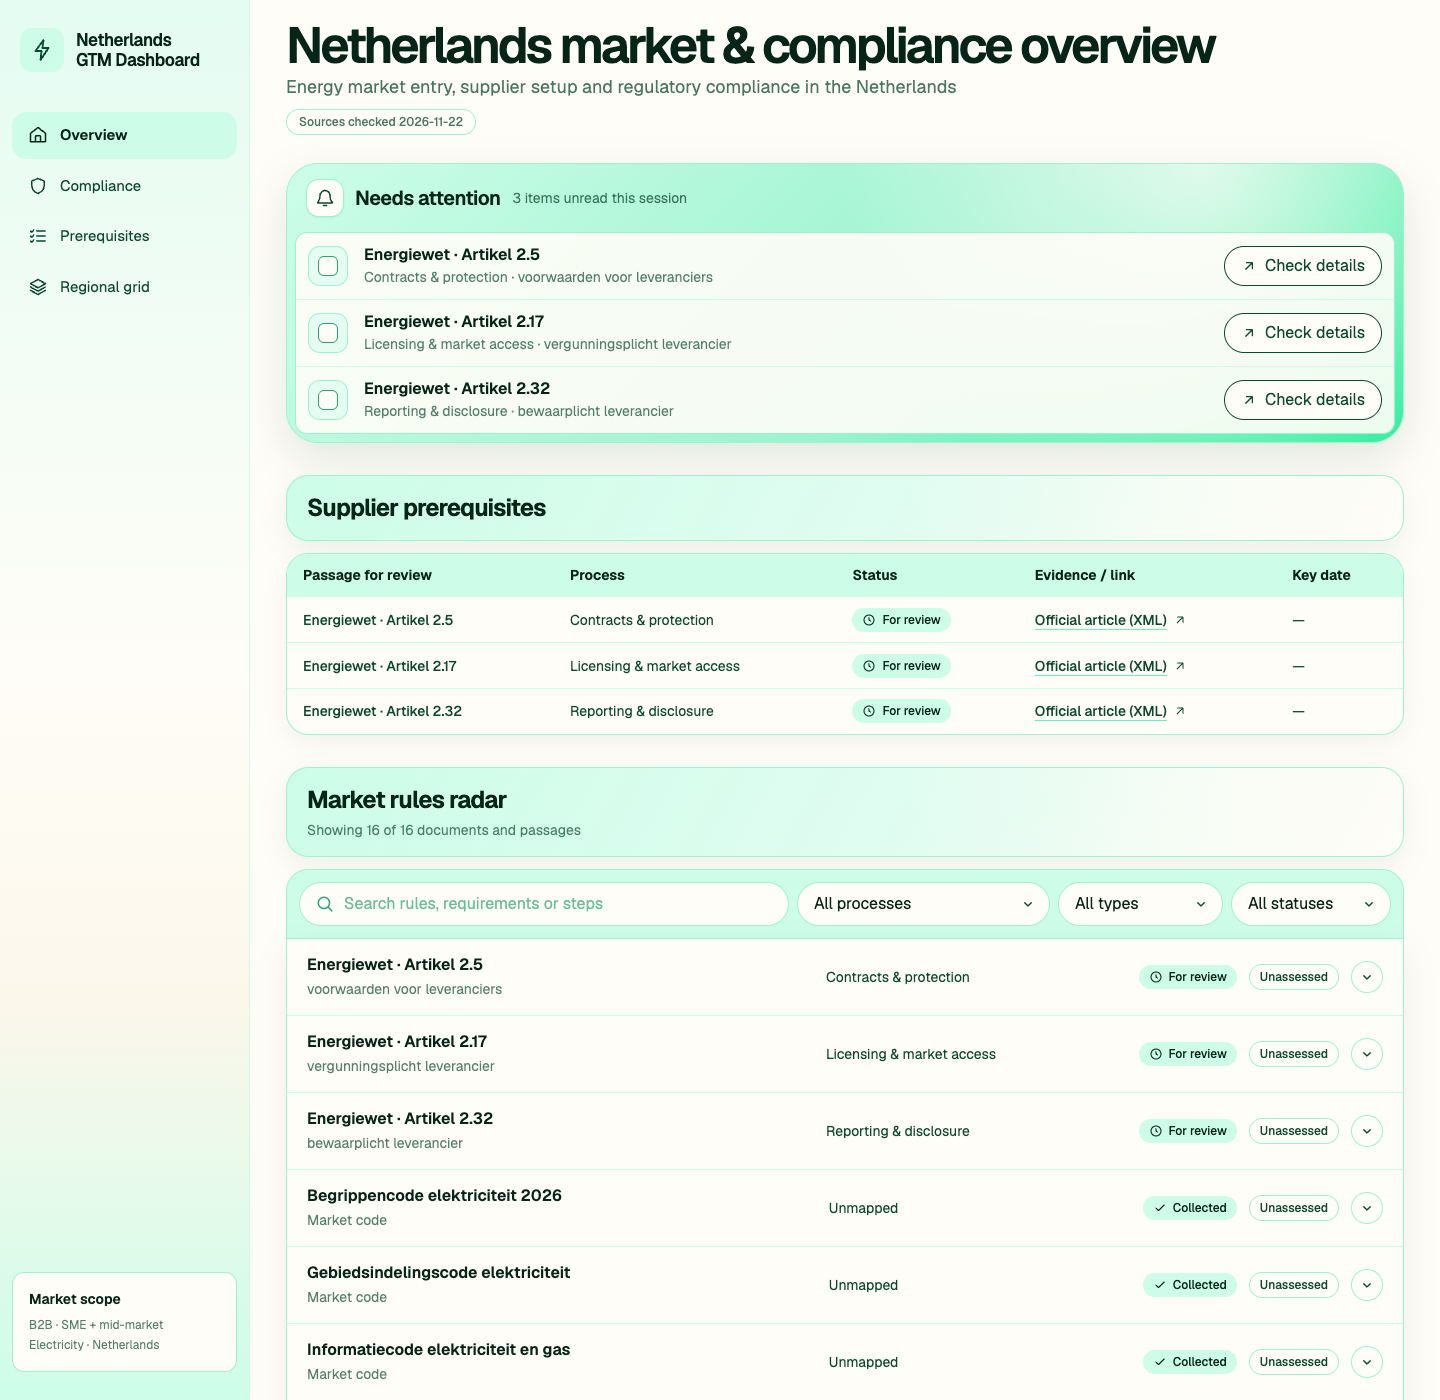 Netherlands
GTM Dashboard
Overview
Compliance
Prerequisites
Regional grid
Market scope
B2B · SME + mid-market
Electricity · Netherlands
Netherlands market & compliance overview
Energy market entry, supplier setup and regulatory compliance in the Netherlands
Sources checked 2026-11-22
Needs attention 3 items unread this session
Energiewet · Artikel 2.5
Contracts & protection · voorwaarden voor leveranciers
Check details
Energiewet · Artikel 2.17
Licensing & market access · vergunningsplicht leverancier
Check details
Energiewet · Artikel 2.32
Reporting & disclosure · bewaarplicht leverancier
Check details
Supplier prerequisites
Passage for review Process Status Evidence / link Key date
Energiewet · Artikel 2.5 Contracts & protection For review Official article (XML) —
Energiewet · Artikel 2.17 Licensing & market access For review Official article (XML) —
Energiewet · Artikel 2.32 Reporting & disclosure For review Official article (XML) —
Market rules radar
Showing 16 of 16 documents and passages
Search rules, requirements or steps All processes All types All statuses
Energiewet · Artikel 2.5
voorwaarden voor leveranciers
Contracts & protection For review Unassessed
Energiewet · Artikel 2.17
vergunningsplicht leverancier
Licensing & market access For review Unassessed
Energiewet · Artikel 2.32
bewaarplicht leverancier
Reporting & disclosure For review Unassessed
Begrippencode elektriciteit 2026
Market code
Unmapped Collected Unassessed
Gebiedsindelingscode elektriciteit
Market code
Unmapped Collected Unassessed
Informatiecode elektriciteit en gas
Market code
Unmapped Collected Unassessed